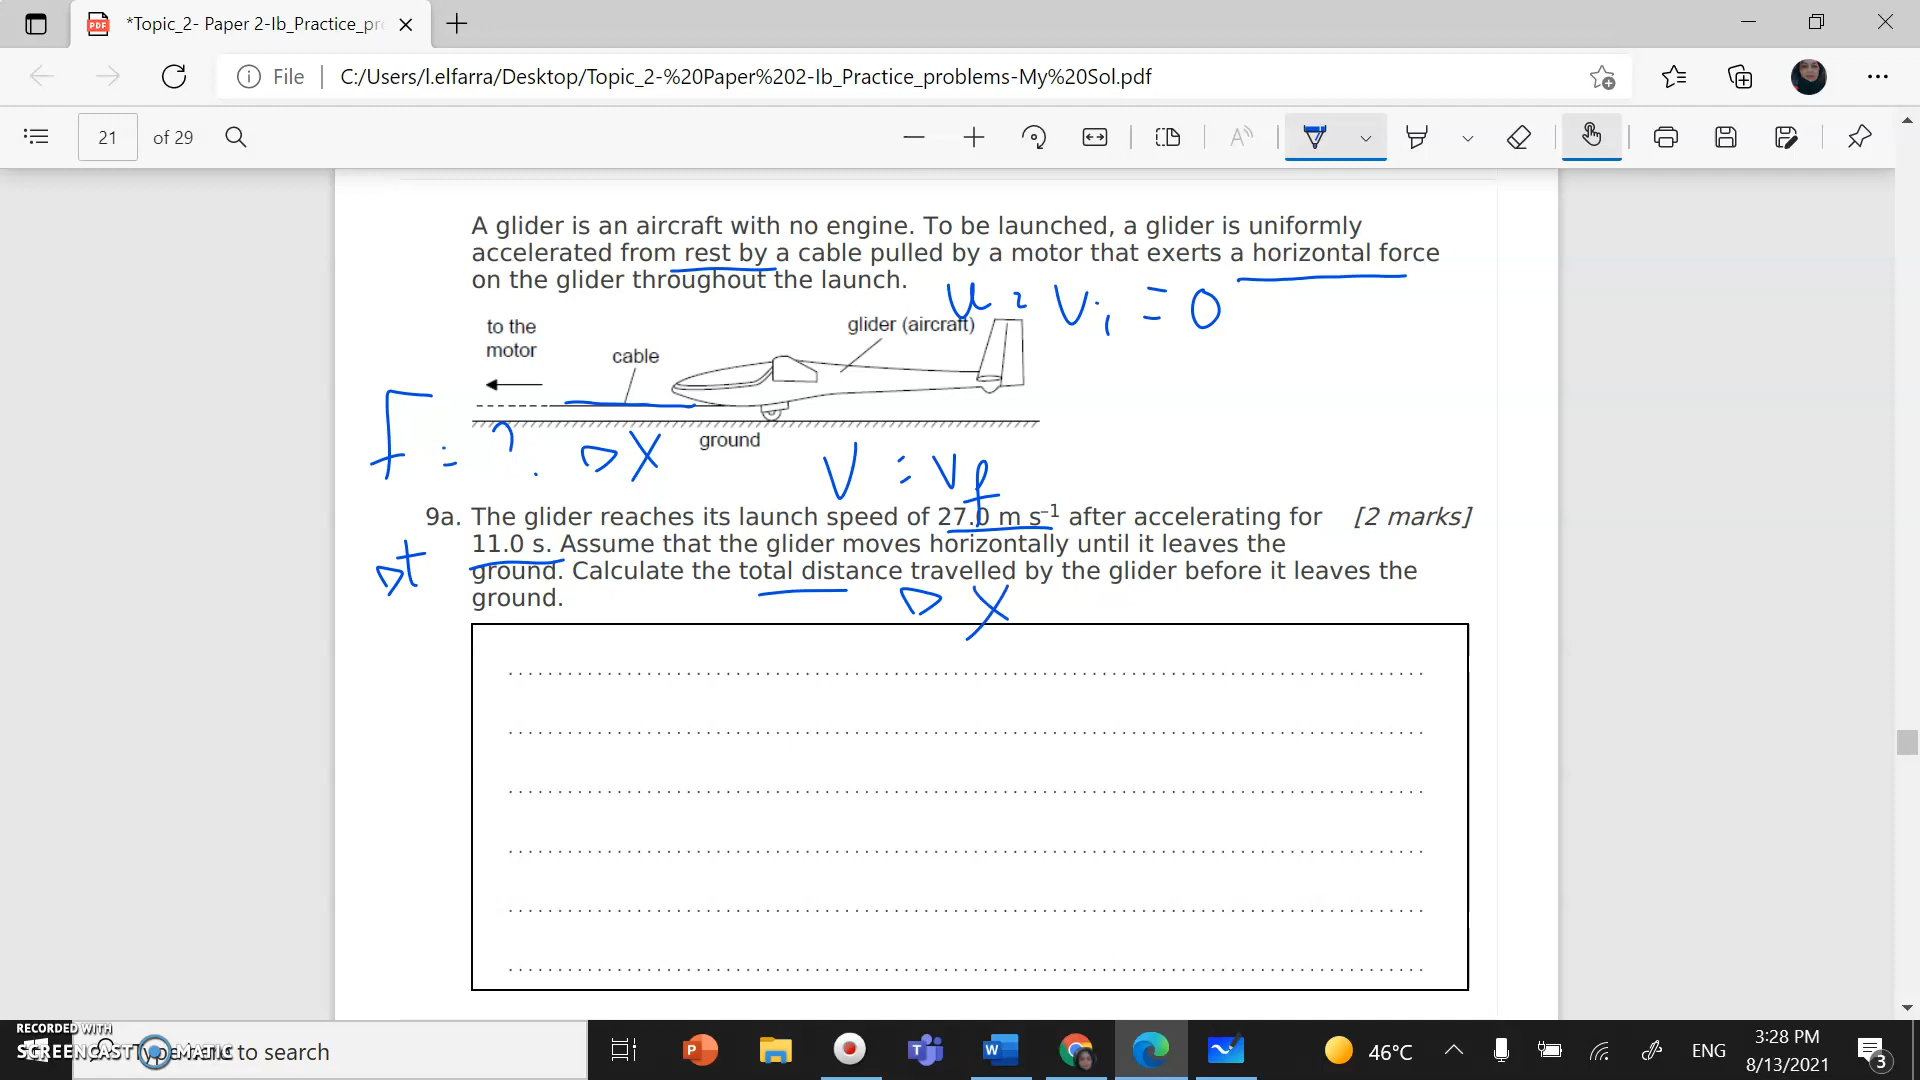 *Topic_2- Paper 2-Ib_Practice_pr
File
C:/Users/l.elfarra/Desktop/Topic_2-%20Paper%202-Ib_Practice_problems-My%20Sol.pdf
21 of 29
A glider is an aircraft with no engine. To be launched, a glider is uniformly
accelerated from rest by a cable pulled by a motor that exerts a horizontal force
on the glider throughout the launch.
u = Vi = 0
to the
motor
cable
glider (aircraft)
F = ?
Δ X
ground
V = Vf
9a. The glider reaches its launch speed of 27.0 m s⁻¹ after accelerating for [2 marks]
11.0 s. Assume that the glider moves horizontally until it leaves the
Δt
ground. Calculate the total distance travelled by the glider before it leaves the
ground.
Δ X
RECORDED WITH
SCREENCAST MATIC
Type here to search
46°C
ENG
3:28 PM
8/13/2021
3